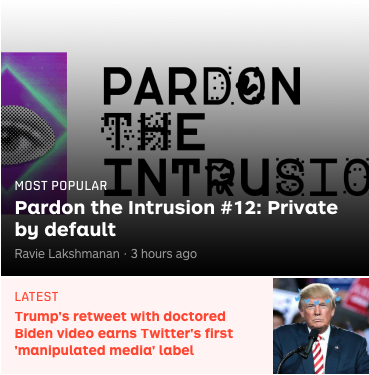 PARDON
THE
INTRUSIO
MOST POPULAR
Pardon the Intrusion #12: Private
by default
Ravie Lakshmanan · 3 hours ago
LATEST
Trump's retweet with doctored
Biden video earns Twitter's first
'manipulated media' label